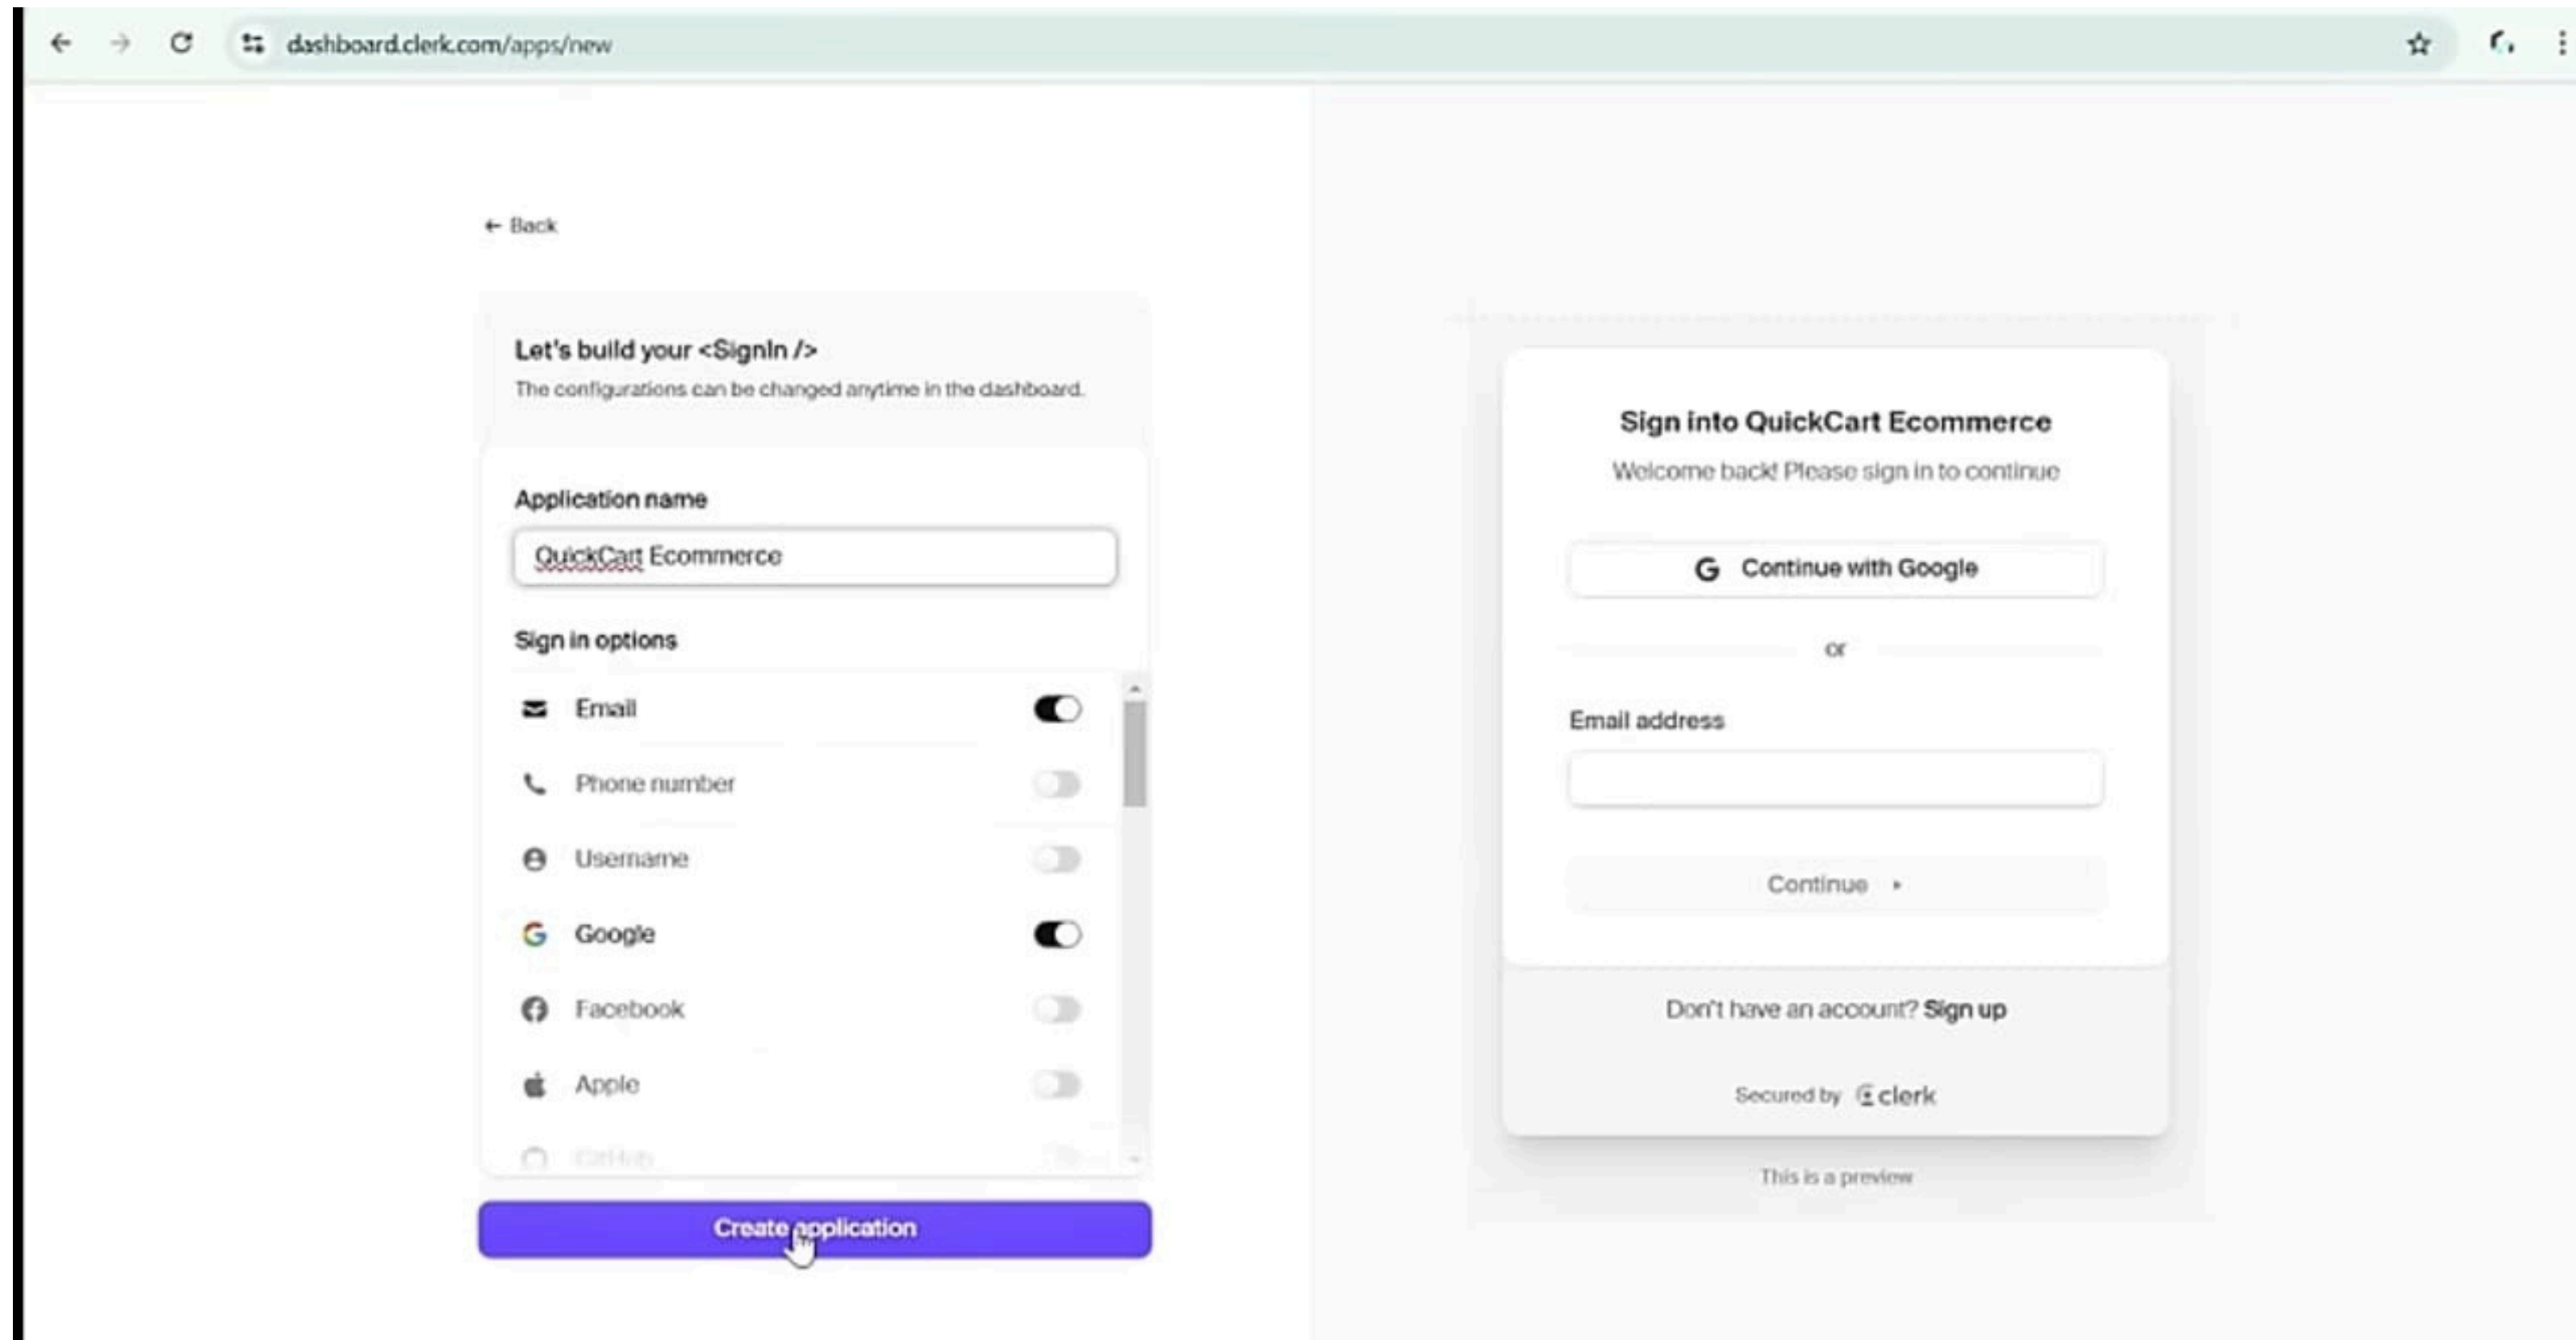 dashboard.clerk.com/apps/new
← Back
Let's build your <SignIn />
The configurations can be changed anytime in the dashboard.
Application name
QuickCart Ecommerce
Sign in options
Email
Phone number
Username
Google
Facebook
Apple
GitHub
Create application
Sign into QuickCart Ecommerce
Welcome back! Please sign in to continue
G Continue with Google
or
Email address
Continue
Don't have an account? Sign up
Secured by clerk
This is a preview